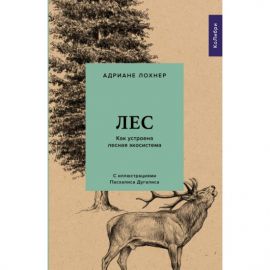 КоЛибри
АДРИАНЕ ЛОХНЕР
ЛЕС
Как устроена
лесная экосистема
С иллюстрациями
Паскалиса Дугалиса